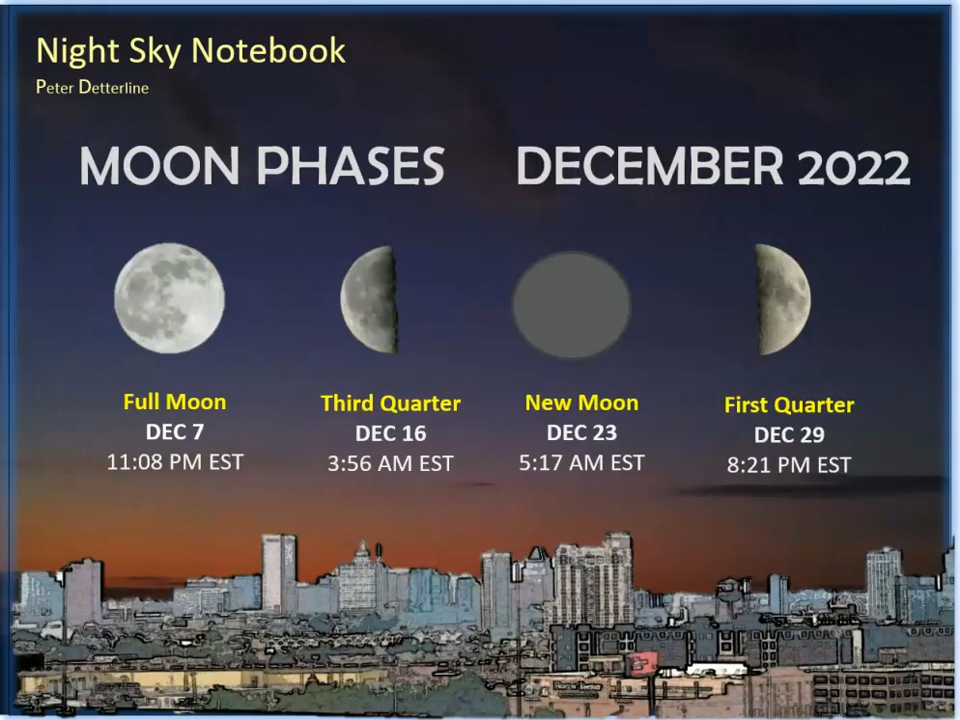 Night Sky Notebook
Peter Detterline
MOON PHASES DECEMBER 2022
Full Moon
DEC 7
11:08 PM EST
Third Quarter
DEC 16
3:56 AM EST
New Moon
DEC 23
5:17 AM EST
First Quarter
DEC 29
8:21 PM EST